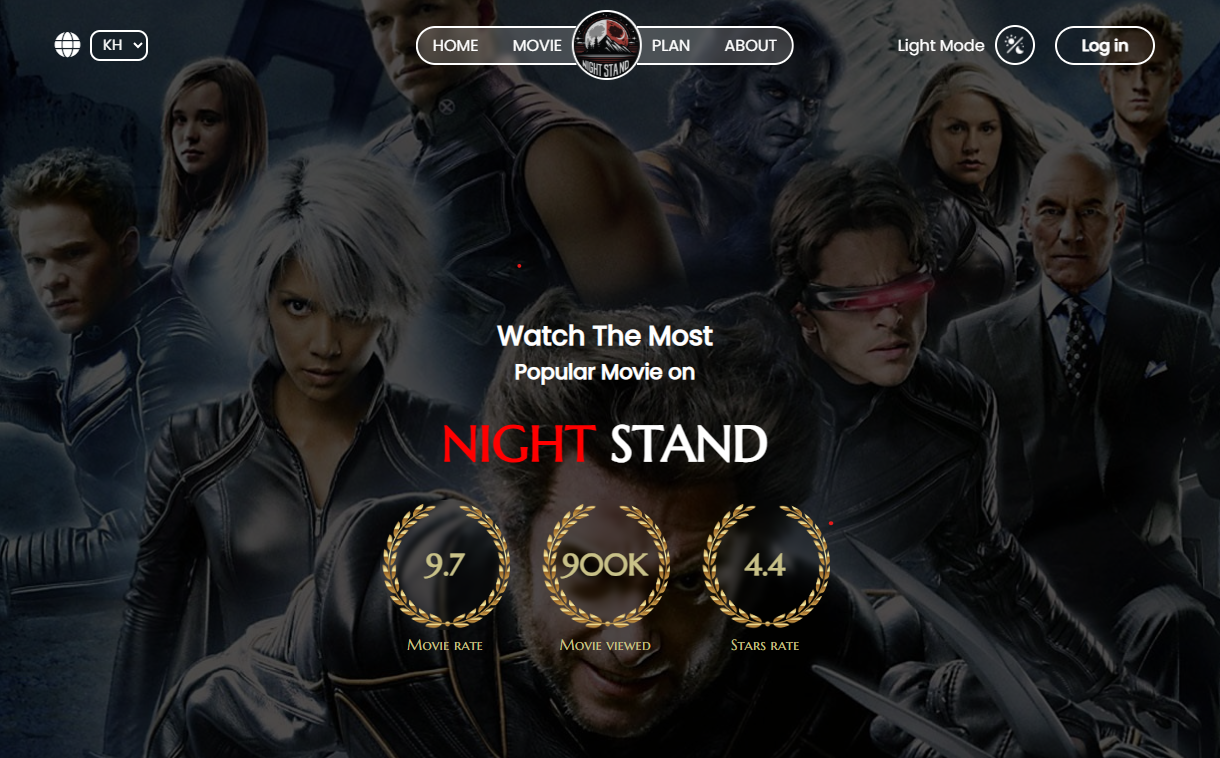 KH
HOME
MOVIE
NIGHT STAND
PLAN
ABOUT
Light Mode
Log in
Watch The Most
Popular Movie on
NIGHT STAND
9.7
900K
4.4
Movie rate
Movie viewed
Stars rate